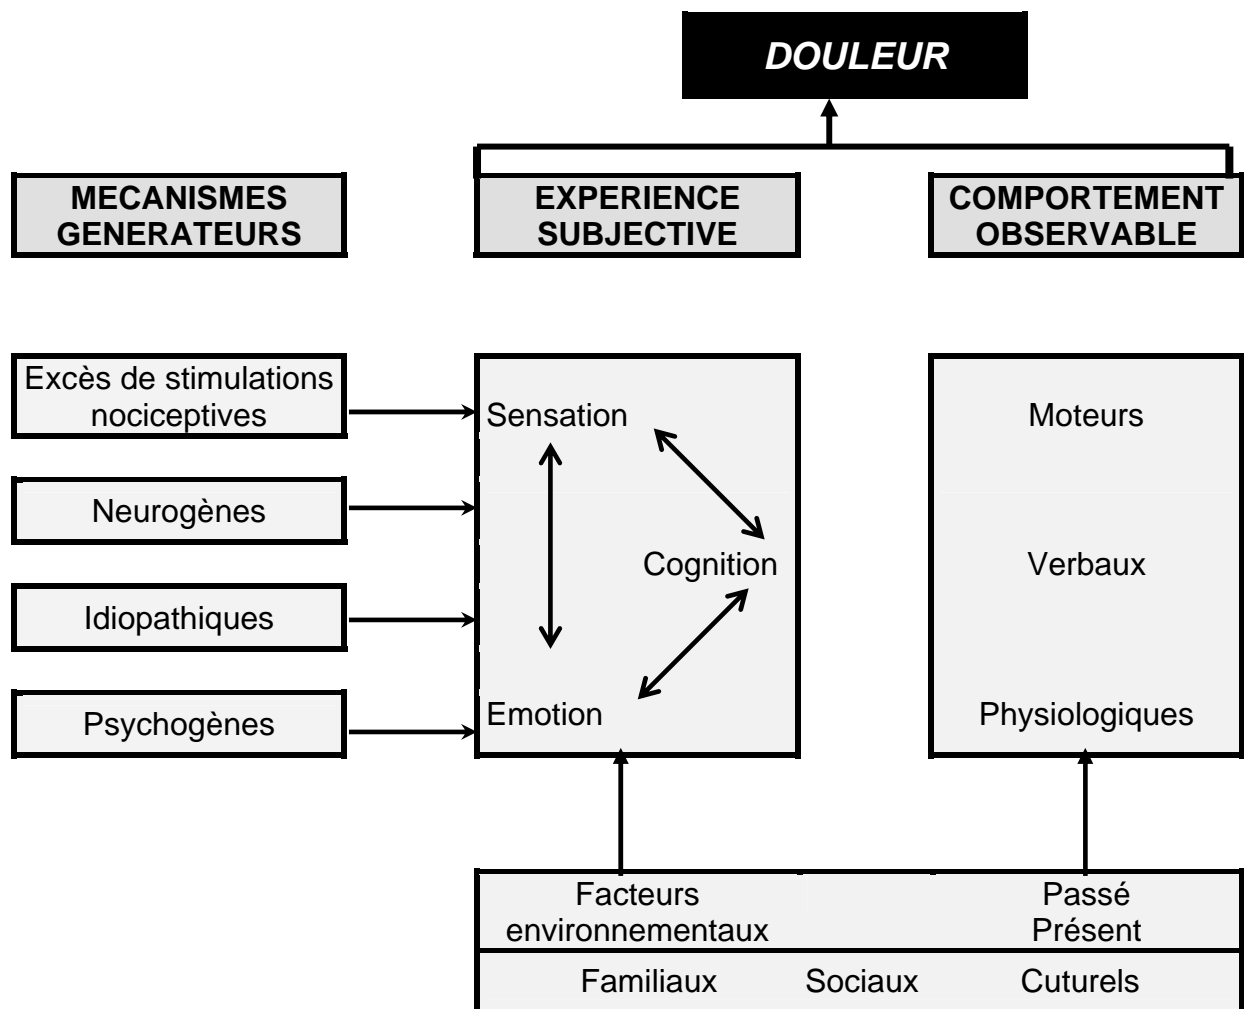 DOULEUR
MECANISMES
GENERATEURS
EXPERIENCE
SUBJECTIVE
COMPORTEMENT
OBSERVABLE
Excès de stimulations
nociceptives
Neurogènes
Idiopathiques
Psychogènes
Sensation
Cognition
Emotion
Moteurs
Verbaux
Physiologiques
Facteurs
environnementaux
Passé
Présent
Familiaux Sociaux Cuturels